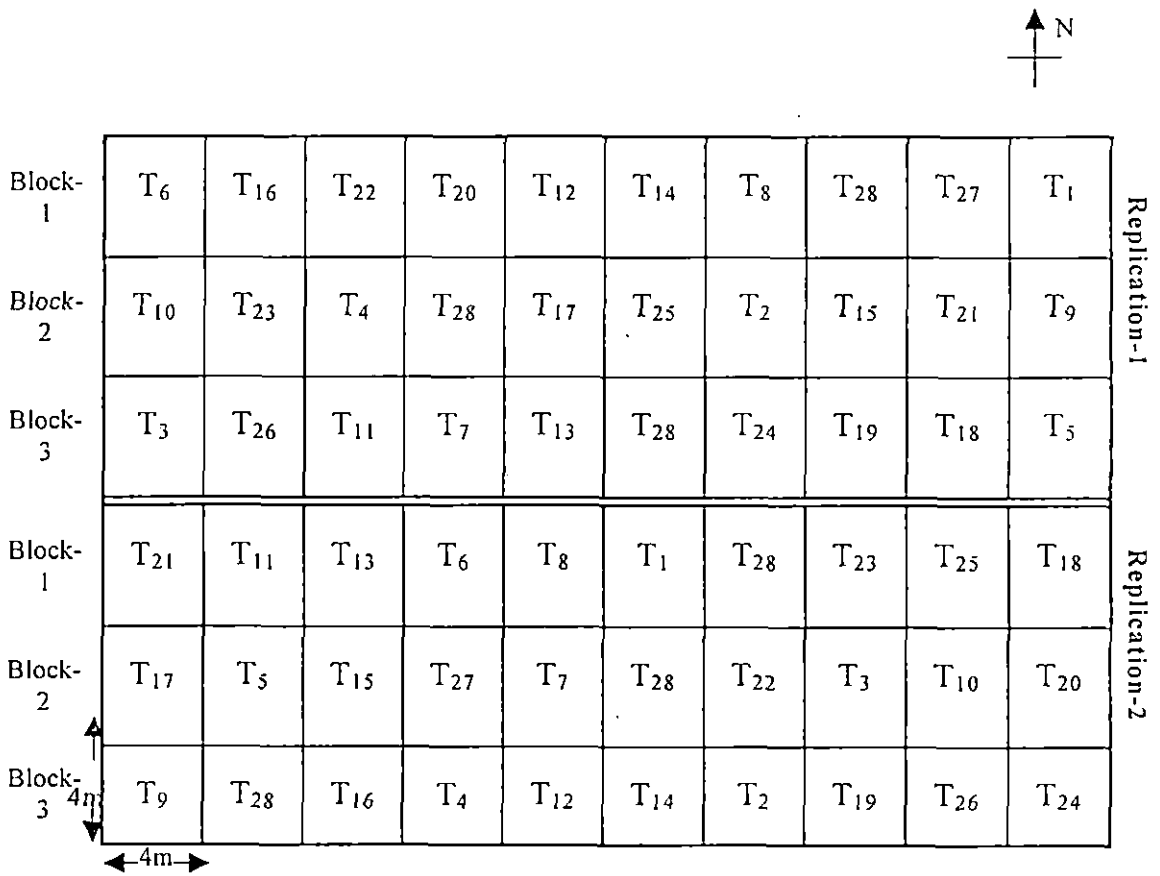 N
Block-1 T6 T16 T22 T20 T12 T14 T8 T28 T27 T1
Block-2 T10 T23 T4 T28 T17 T25 T2 T15 T21 T9
Block-3 T3 T26 T11 T7 T13 T28 T24 T19 T18 T5
Replication-1
Block-1 T21 T11 T13 T6 T8 T1 T28 T23 T25 T18
Block-2 T17 T5 T15 T27 T7 T28 T22 T3 T10 T20
Block-3 4m T9 T28 T16 T4 T12 T14 T2 T19 T26 T24
Replication-2
4m